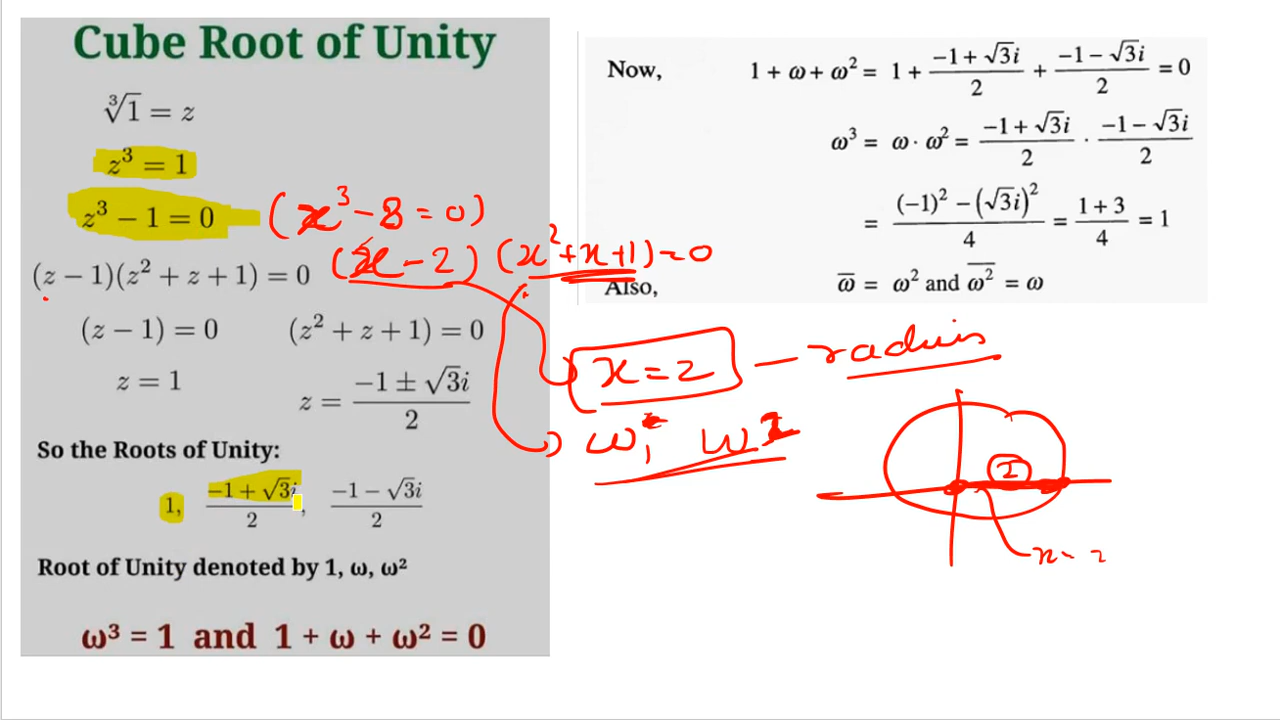 Cube Root of Unity
∛1 = z
z³ = 1
z³ − 1 = 0
(x³ − 8 = 0)
(z − 1)(z² + z + 1) = 0
(x − 2) (x² + x + 1) = 0
(z − 1) = 0 (z² + z + 1) = 0
z = 1 z = (−1 ± √3i)/2
So the Roots of Unity:
1, (−1 + √3i)/2, (−1 − √3i)/2
Root of Unity denoted by 1, ω, ω²
ω³ = 1 and 1 + ω + ω² = 0
Now, 1 + ω + ω² = 1 + (−1 + √3i)/2 + (−1 − √3i)/2 = 0
ω³ = ω · ω² = (−1 + √3i)/2 · (−1 − √3i)/2
= ((−1)² − (√3i)²)/4 = (1 + 3)/4 = 1
Also, ω̅ = ω² and ω̅²̅ = ω
x = 2 — radius
ω, ω²
2